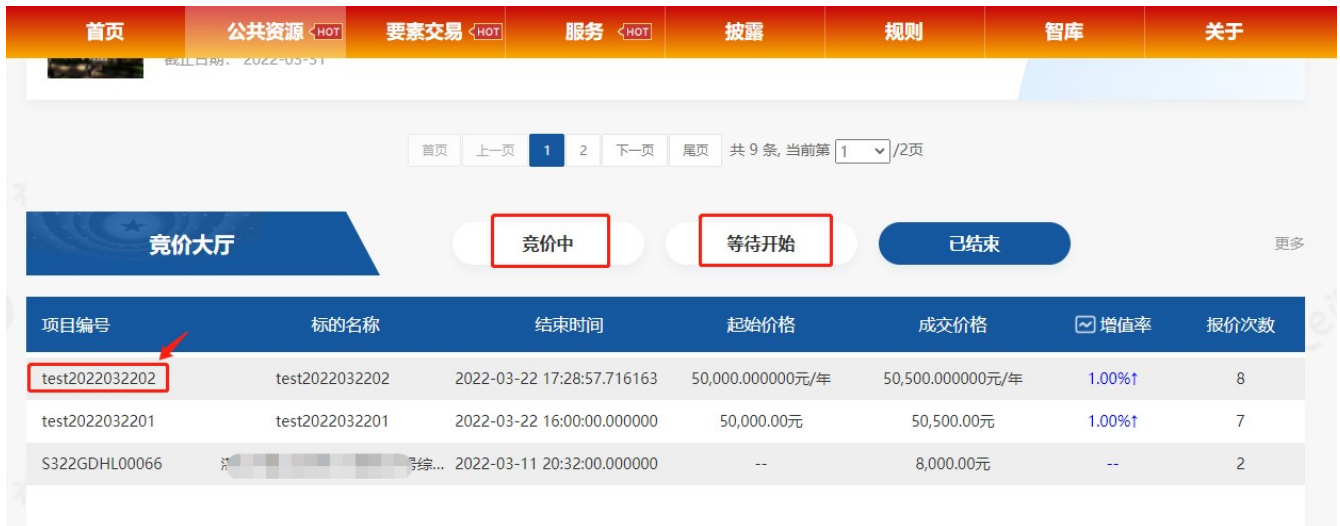 首页 公共资源 HOT 要素交易 HOT 服务 HOT 披露 规则 智库 关于
截止日期： 2022-03-31
首页 上一页 1 2 下一页 尾页 共 9 条, 当前第 1 /2页
竞价大厅 竞价中 等待开始 已结束 更多
项目编号 标的名称 结束时间 起始价格 成交价格 增值率 报价次数
test2022032202 test2022032202 2022-03-22 17:28:57.716163 50,000.000000元/年 50,500.000000元/年 1.00%↑ 8
test2022032201 test2022032201 2022-03-22 16:00:00.000000 50,000.00元 50,500.00元 1.00%↑ 7
S322GDHL00066 号综... 2022-03-11 20:32:00.000000 -- 8,000.00元 -- 2